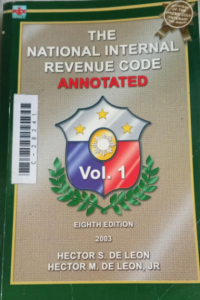 THE
NATIONAL INTERNAL
REVENUE CODE
ANNOTATED
Vol. 1
EIGHTH EDITION
2003
HECTOR S. DE LEON
HECTOR M. DE LEON, JR